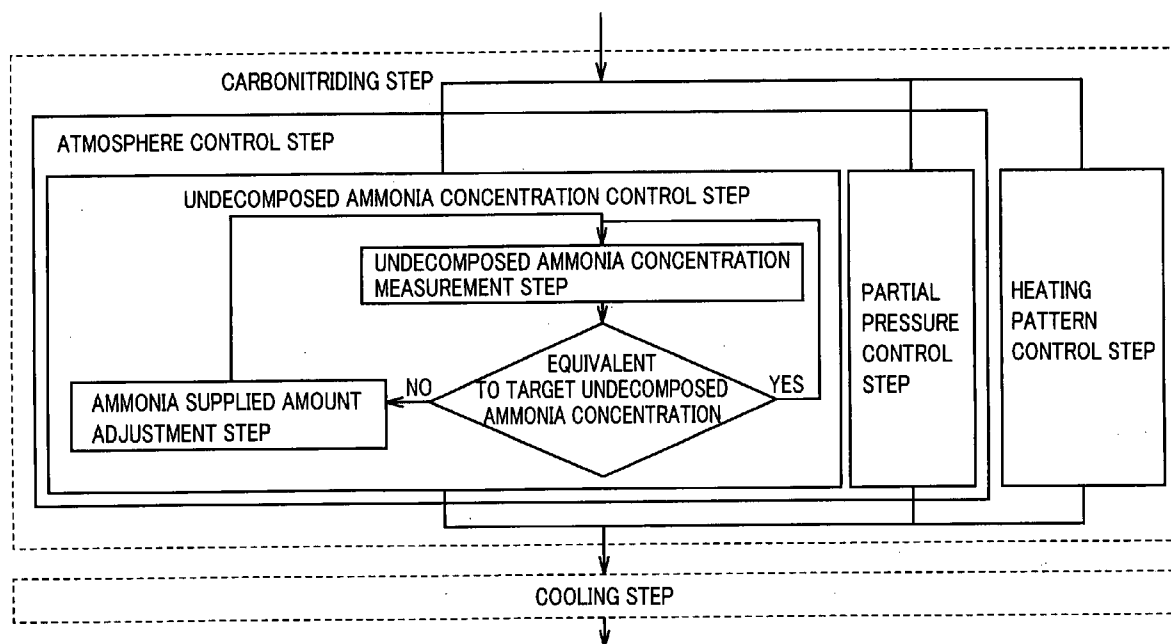 CARBONITRIDING STEP
ATMOSPHERE CONTROL STEP
UNDECOMPOSED AMMONIA CONCENTRATION CONTROL STEP
UNDECOMPOSED AMMONIA CONCENTRATION
MEASUREMENT STEP
EQUIVALENT
TO TARGET UNDECOMPOSED
AMMONIA CONCENTRATION
NO
YES
AMMONIA SUPPLIED AMOUNT
ADJUSTMENT STEP
PARTIAL
PRESSURE
CONTROL
STEP
HEATING
PATTERN
CONTROL STEP
COOLING STEP